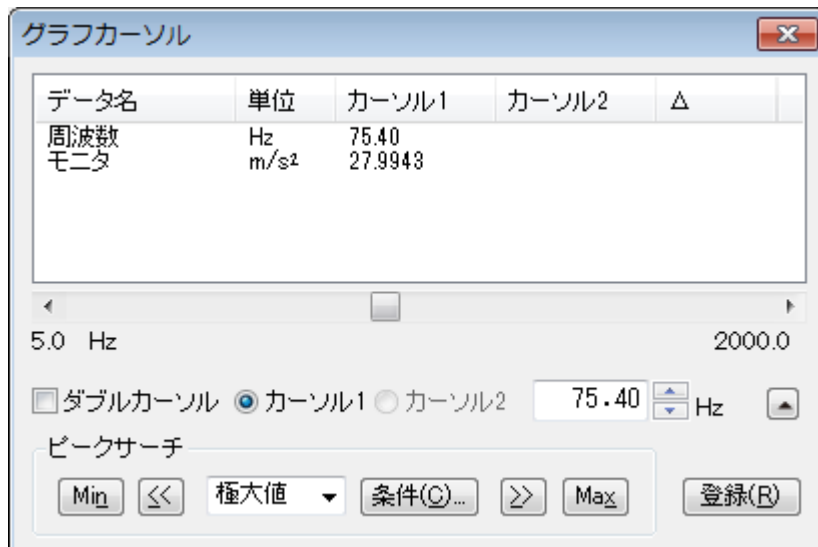 グラフカーソル
データ名 単位 カーソル1 カーソル2 Δ
周波数 Hz 75.40
モニタ m/s² 27.9943
5.0 Hz 2000.0
ダブルカーソル カーソル1 カーソル2 75.40 Hz
ピークサーチ
Min << 極大値 条件(C)... >> Max 登録(R)